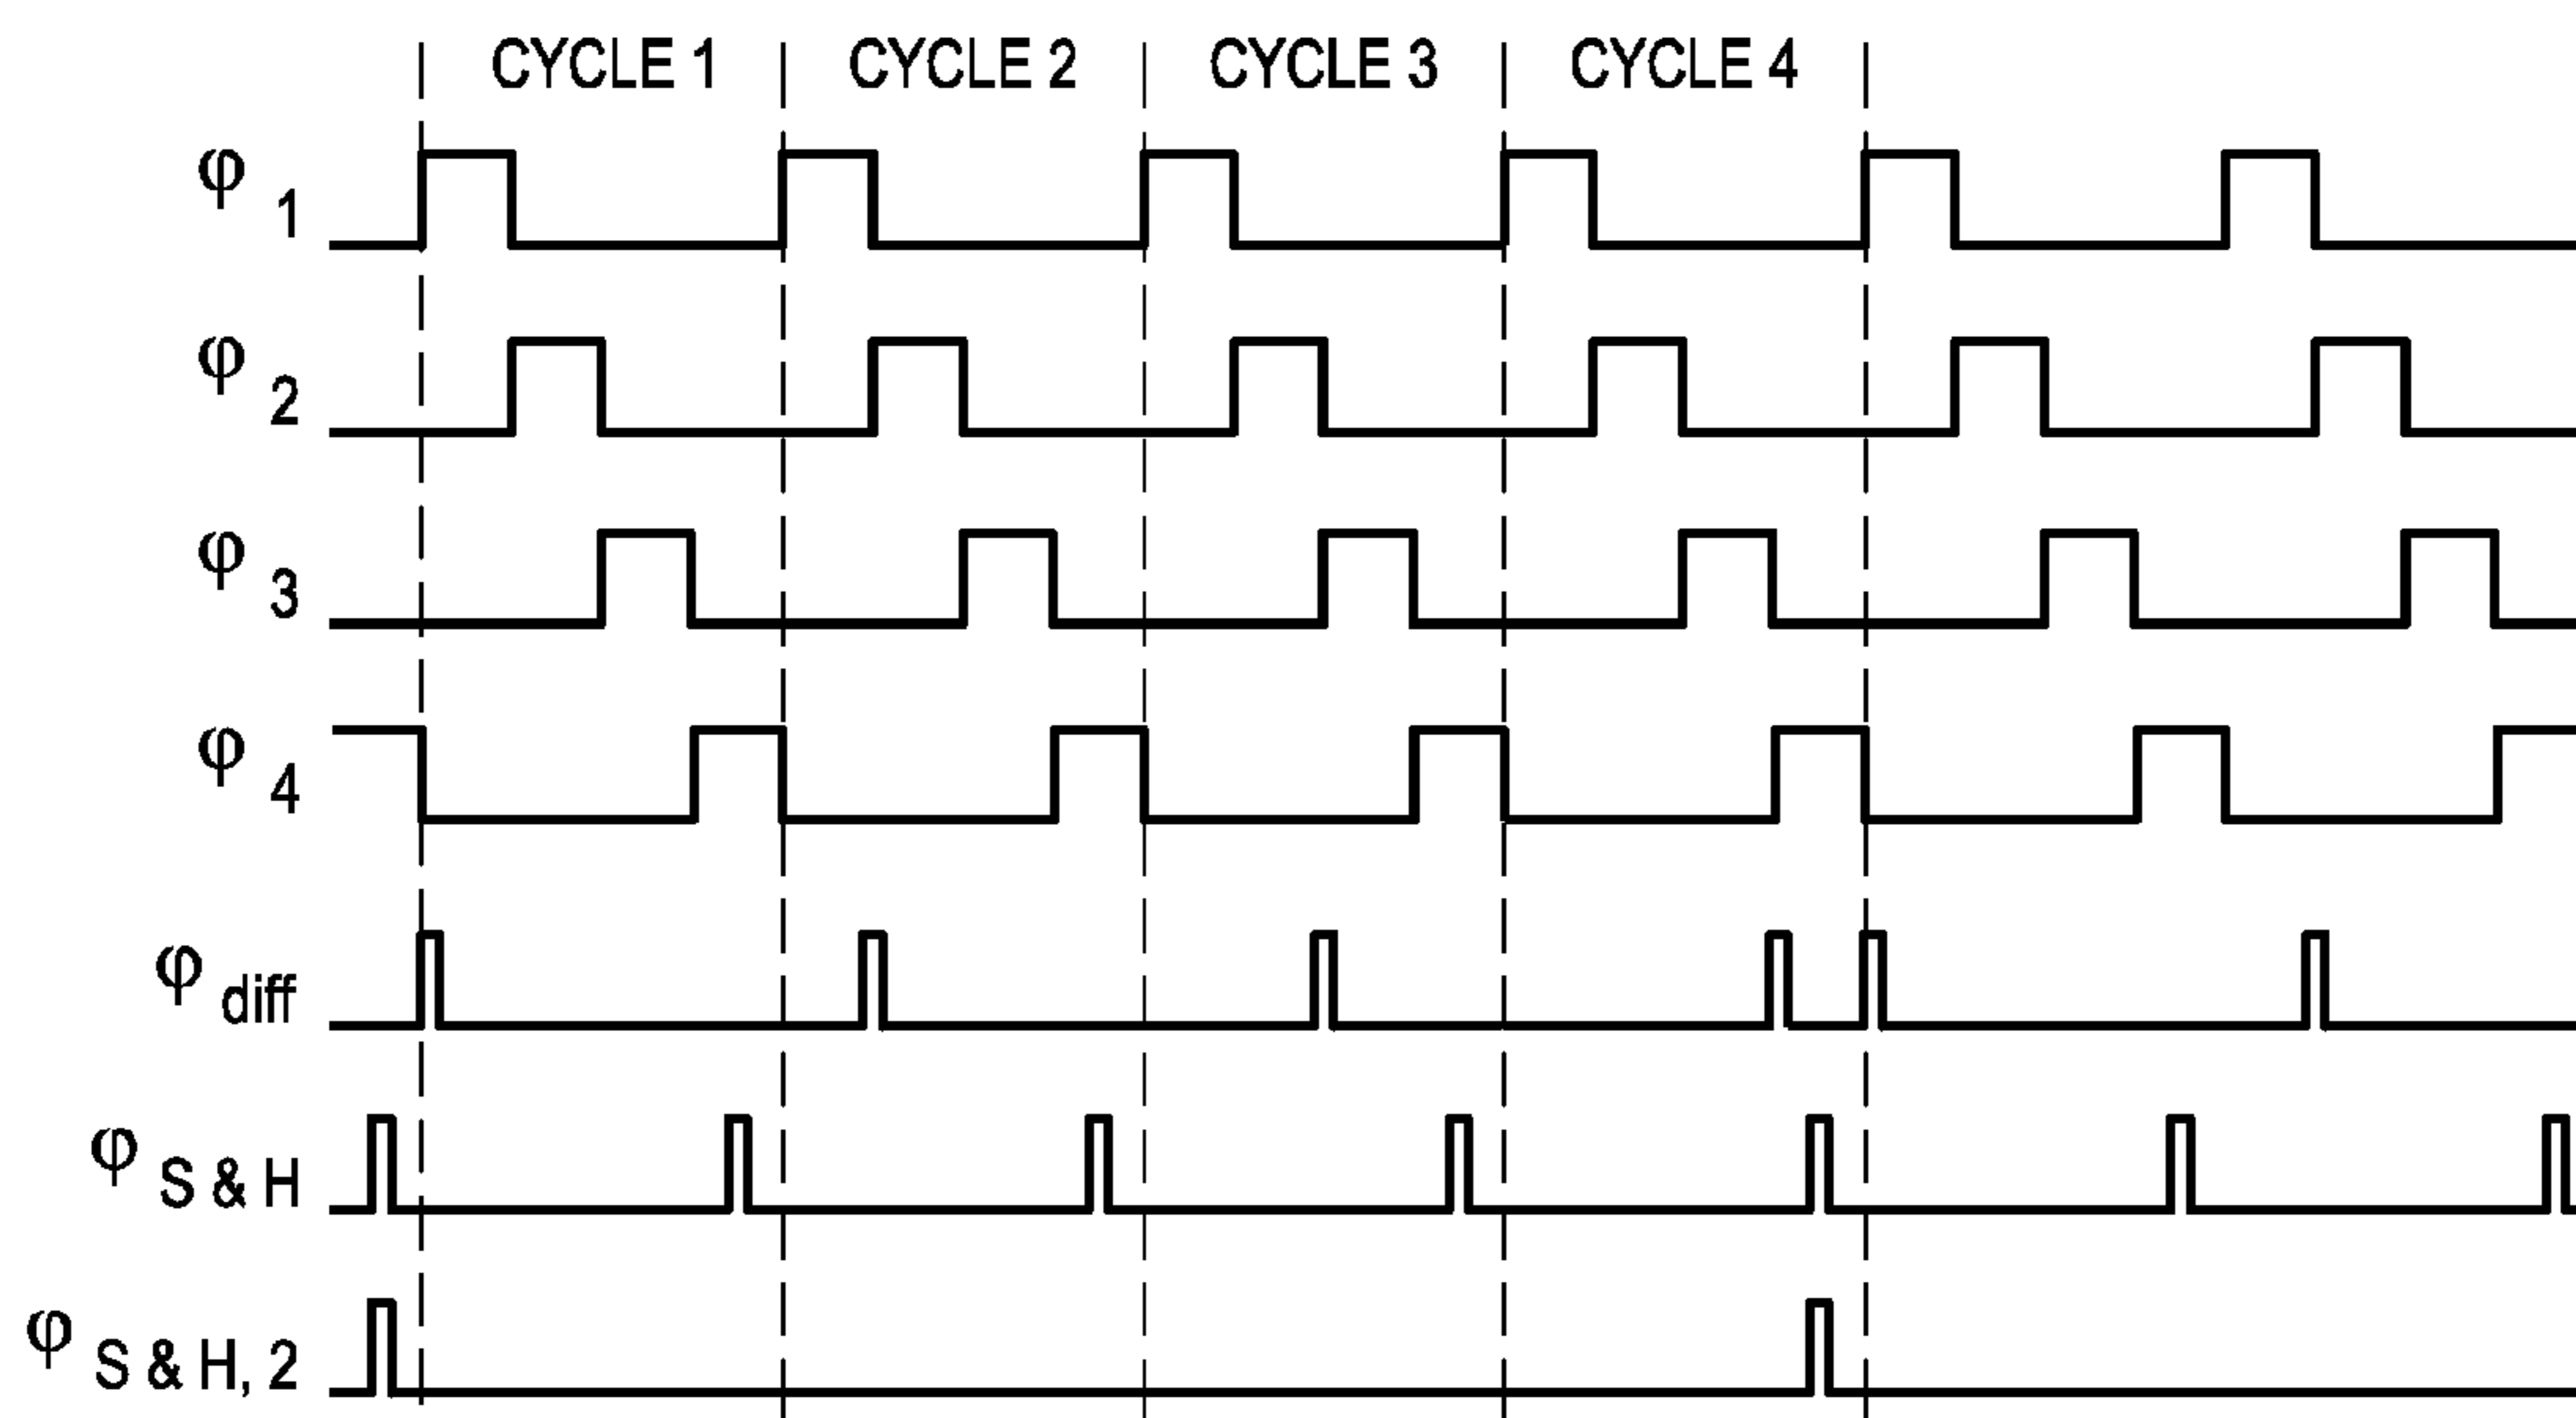 CYCLE 1 CYCLE 2 CYCLE 3 CYCLE 4
φ 1
φ 2
φ 3
φ 4
φ diff
φ S & H
φ S & H, 2